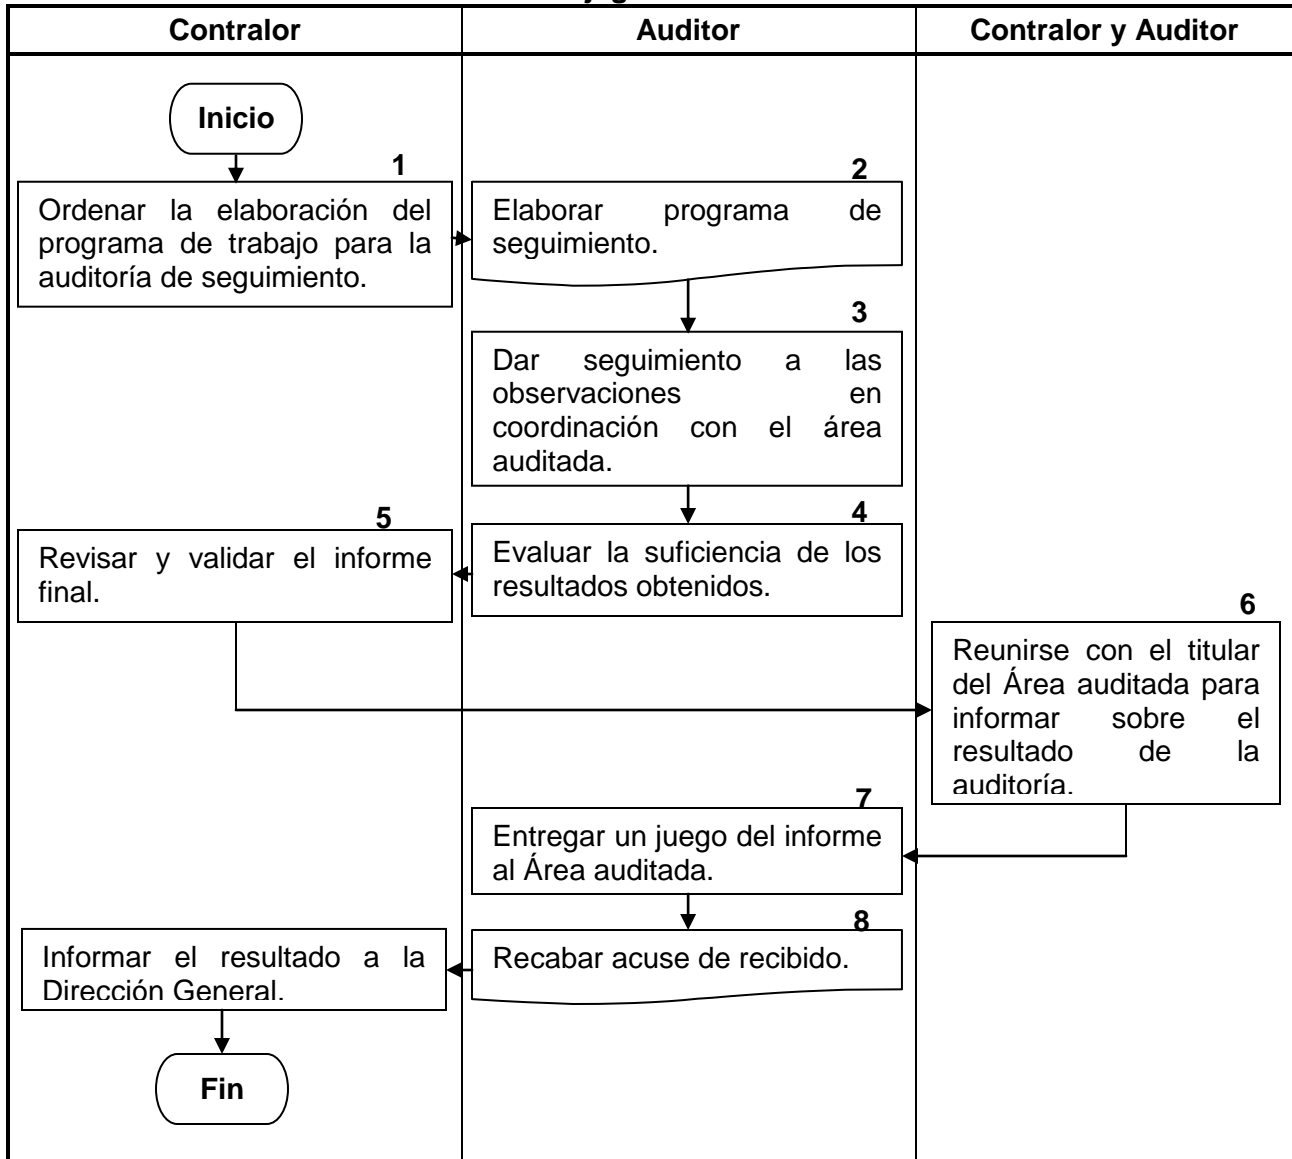 Contralor
Auditor
Contralor y Auditor
Inicio
1
Ordenar la elaboración del
programa de trabajo para la
auditoría de seguimiento.
2
Elaborar programa de
seguimiento.
3
Dar seguimiento a las
observaciones en
coordinación con el área
auditada.
4
Evaluar la suficiencia de los
resultados obtenidos.
5
Revisar y validar el informe
final.
6
Reunirse con el titular
del Área auditada para
informar sobre el
resultado de la
auditoría.
7
Entregar un juego del informe
al Área auditada.
8
Recabar acuse de recibido.
Informar el resultado a la
Dirección General.
Fin